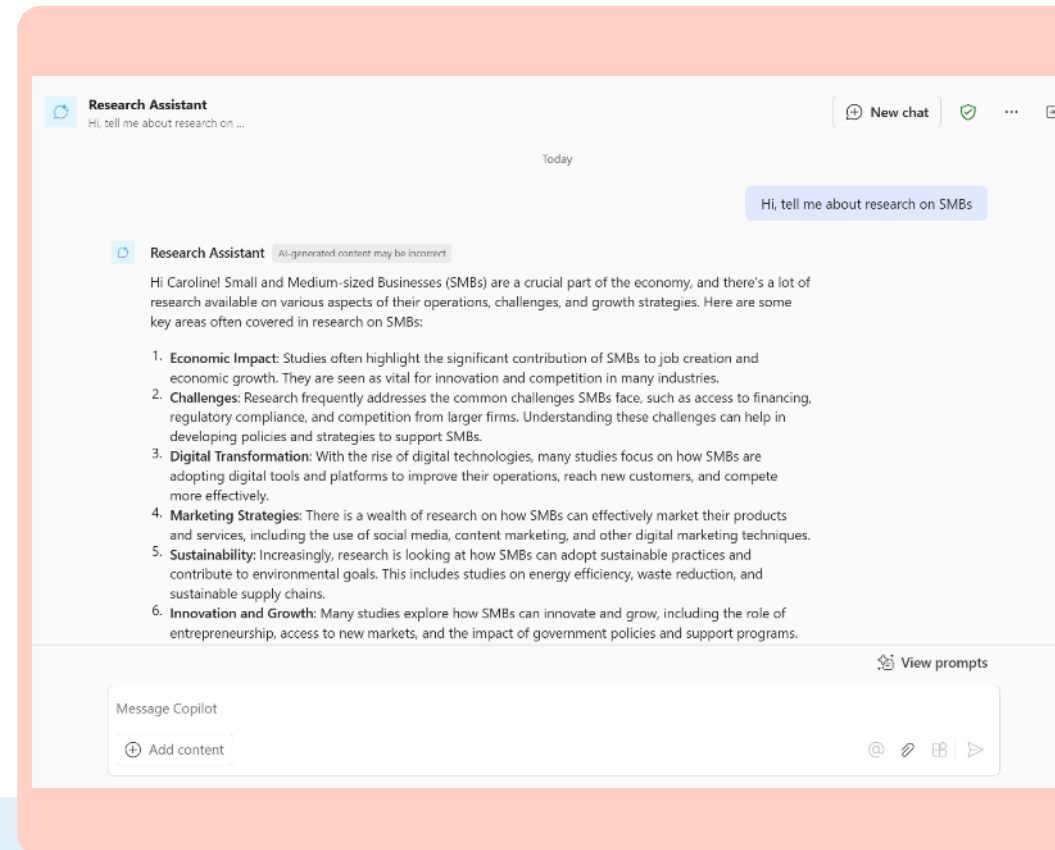 Research Assistant
Hi, tell me about research on ...
New chat
Today
Hi, tell me about research on SMBs
Research Assistant AI-generated content may be incorrect
Hi Caroline! Small and Medium-sized Businesses (SMBs) are a crucial part of the economy, and there's a lot of
research available on various aspects of their operations, challenges, and growth strategies. Here are some
key areas often covered in research on SMBs:
1. Economic Impact: Studies often highlight the significant contribution of SMBs to job creation and
economic growth. They are seen as vital for innovation and competition in many industries.
2. Challenges: Research frequently addresses the common challenges SMBs face, such as access to financing,
regulatory compliance, and competition from larger firms. Understanding these challenges can help in
developing policies and strategies to support SMBs.
3. Digital Transformation: With the rise of digital technologies, many studies focus on how SMBs are
adopting digital tools and platforms to improve their operations, reach new customers, and compete
more effectively.
4. Marketing Strategies: There is a wealth of research on how SMBs can effectively market their products
and services, including the use of social media, content marketing, and other digital marketing techniques.
5. Sustainability: Increasingly, research is looking at how SMBs can adopt sustainable practices and
contribute to environmental goals. This includes studies on energy efficiency, waste reduction, and
sustainable supply chains.
6. Innovation and Growth: Many studies explore how SMBs can innovate and grow, including the role of
entrepreneurship, access to new markets, and the impact of government policies and support programs.
View prompts
Message Copilot
Add content